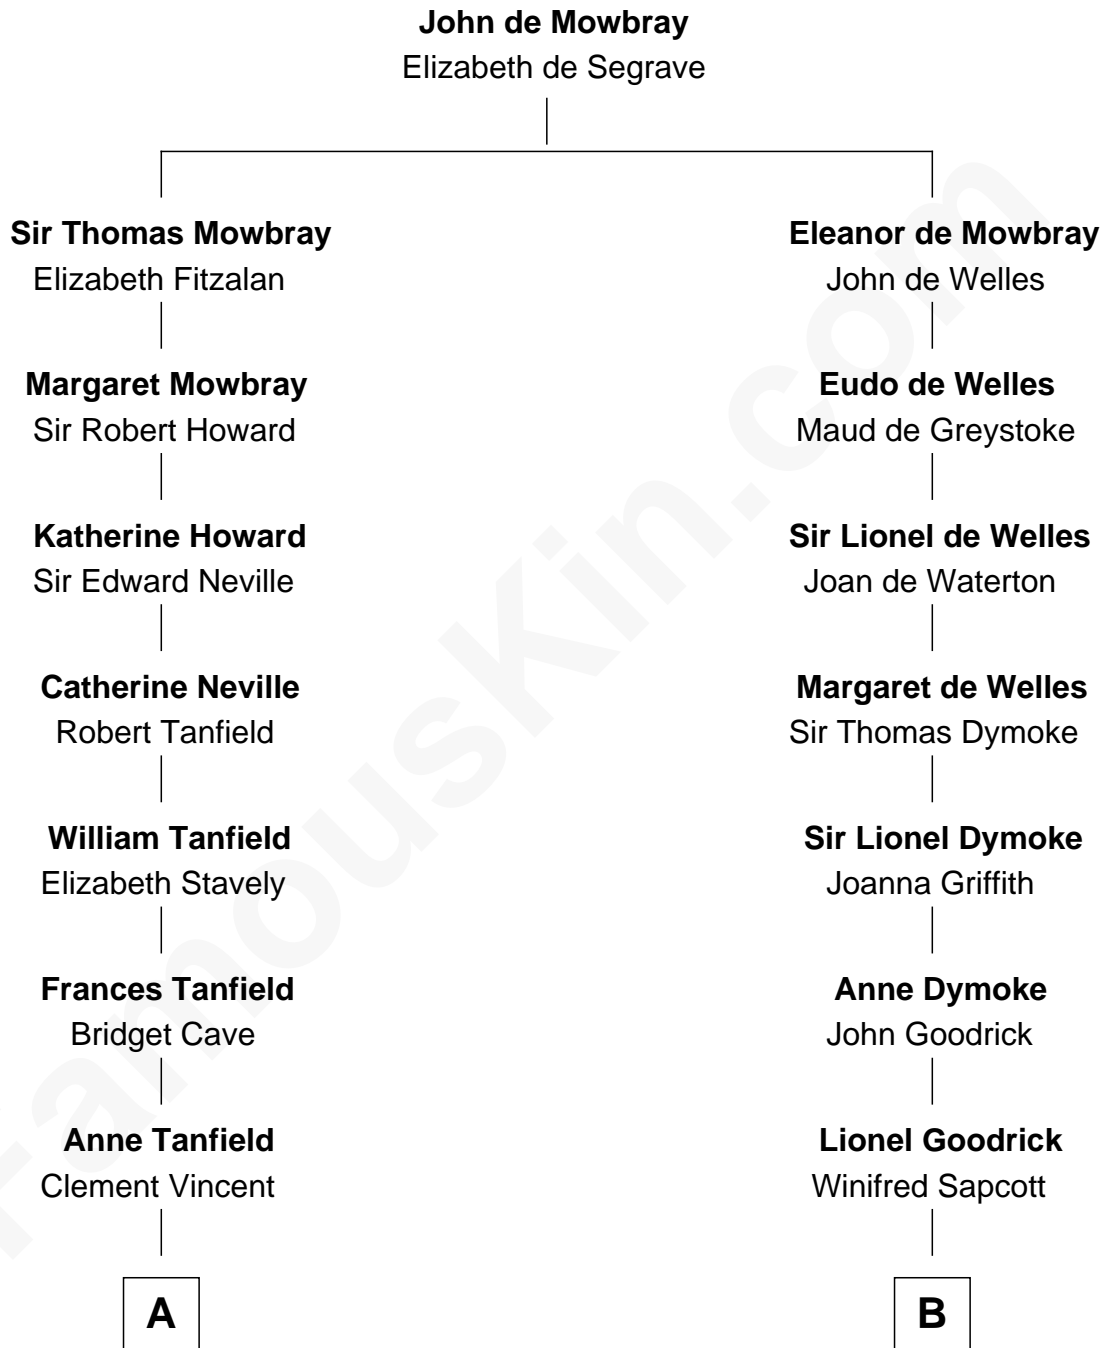 John de Mowbray
Elizabeth de Segrave
Sir Thomas Mowbray
Elizabeth Fitzalan
Eleanor de Mowbray
John de Welles
Margaret Mowbray
Sir Robert Howard
Eudo de Welles
Maud de Greystoke
Katherine Howard
Sir Edward Neville
Sir Lionel de Welles
Joan de Waterton
Catherine Neville
Robert Tanfield
Margaret de Welles
Sir Thomas Dymoke
William Tanfield
Elizabeth Stavely
Sir Lionel Dymoke
Joanna Griffith
Frances Tanfield
Bridget Cave
Anne Dymoke
John Goodrick
Anne Tanfield
Clement Vincent
Lionel Goodrick
Winifred Sapcott
A
B
FamousKin.com